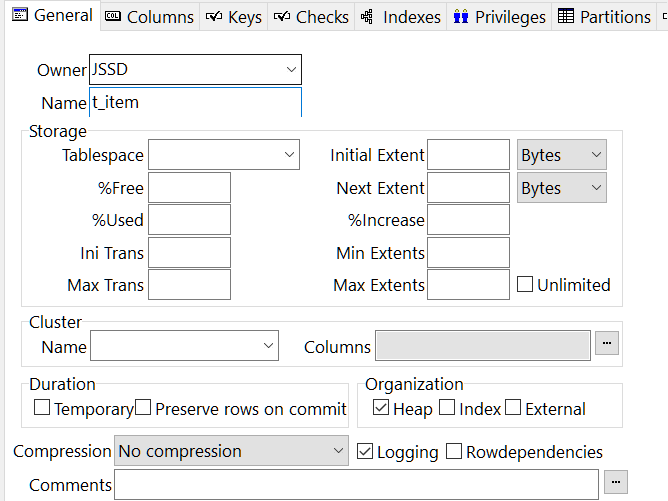 General Columns Keys Checks Indexes Privileges Partitions
Owner JSSD
Name t_item
Storage
Tablespace Initial Extent Bytes
%Free Next Extent Bytes
%Used %Increase
Ini Trans Min Extents
Max Trans Max Extents Unlimited
Cluster
Name Columns ...
Duration Organization
Temporary Preserve rows on commit Heap Index External
Compression No compression Logging Rowdependencies
Comments ...